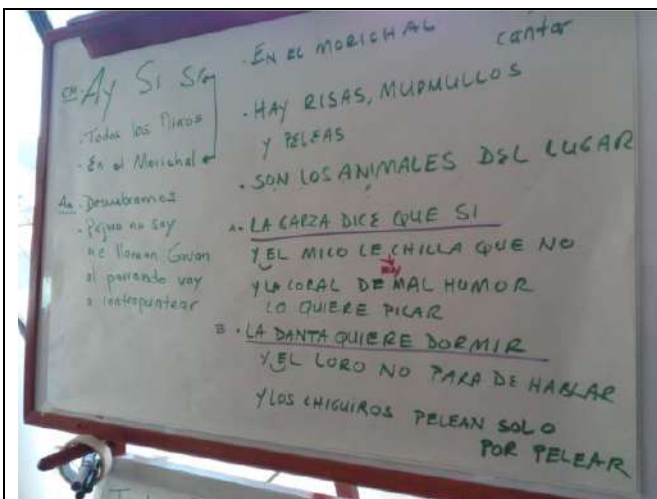 Ay Si Si
. Todos los Niños
. En el Morichal
Descubramos
. no soy
me llaman Gavan
al parrando voy
a contrapuntear
. EN EL MORICHAL
cantar
. HAY RISAS, MURMULLOS
Y PELEAS
. SON LOS ANIMALES DEL LUGAR
A. LA GARZA DICE QUE SI
Y EL MICO LE CHILLA QUE NO
muy
Y LA CORAL DE MAL HUMOR
LO QUIERE PICAR
B. LA DANTA QUIERE DORMIR
Y EL LORO NO PARA DE HABLAR
Y LOS CHIGUIROS PELEAN SOLO
POR PELEAR